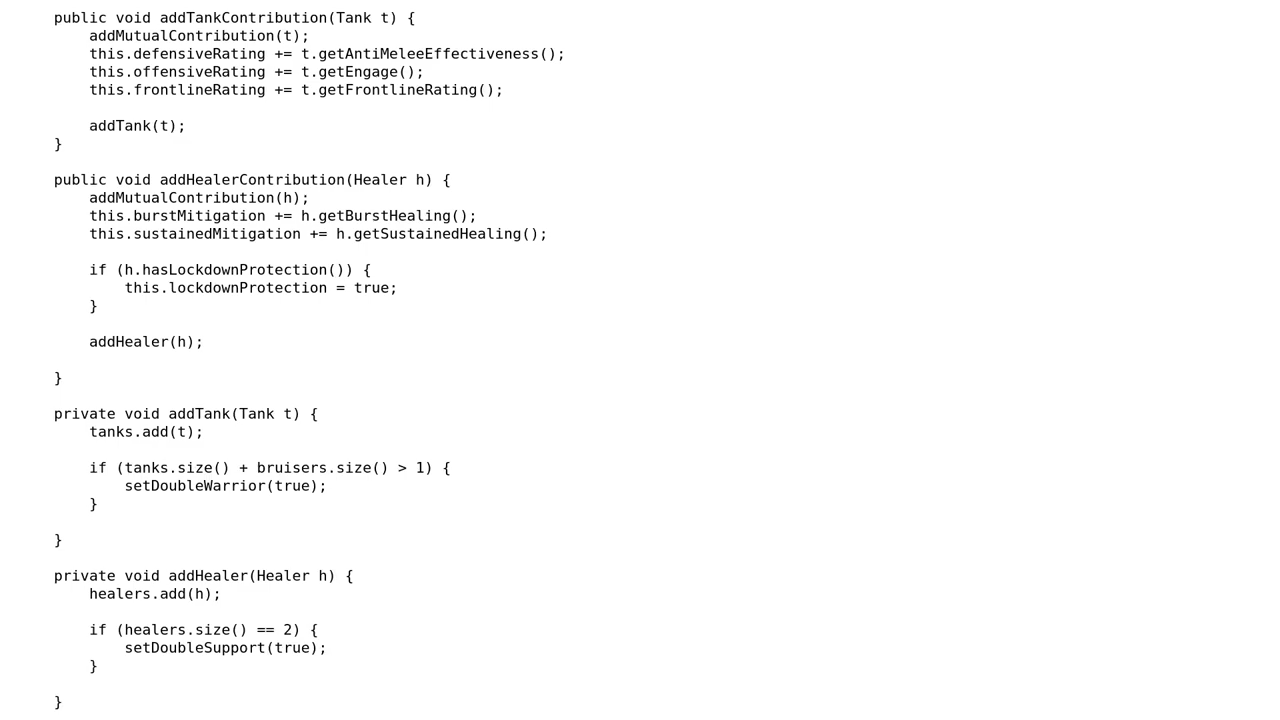 public void addTankContribution(Tank t) {
    addMutualContribution(t);
    this.defensiveRating += t.getAntiMeleeEffectiveness();
    this.offensiveRating += t.getEngage();
    this.frontlineRating += t.getFrontlineRating();

    addTank(t);
}

public void addHealerContribution(Healer h) {
    addMutualContribution(h);
    this.burstMitigation += h.getBurstHealing();
    this.sustainedMitigation += h.getSustainedHealing();

    if (h.hasLockdownProtection()) {
        this.lockdownProtection = true;
    }

    addHealer(h);

}

private void addTank(Tank t) {
    tanks.add(t);

    if (tanks.size() + bruisers.size() > 1) {
        setDoubleWarrior(true);
    }

}

private void addHealer(Healer h) {
    healers.add(h);

    if (healers.size() == 2) {
        setDoubleSupport(true);
    }

}